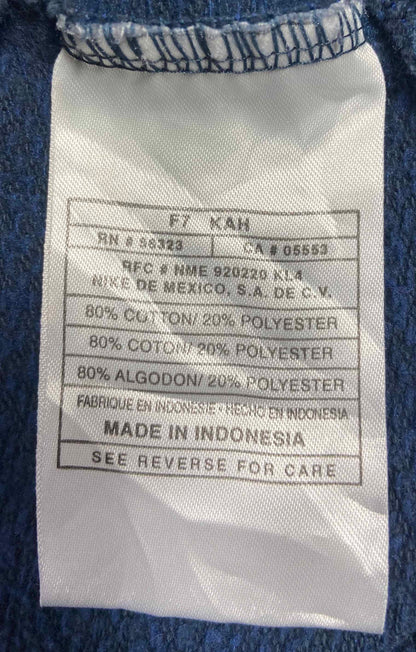 F7 KAH
RN # 56323 CA # 05553
RFC # NME 920220 KL4
NIKE DE MEXICO, S.A. DE C.V.
80% COTTON/ 20% POLYESTER
80% COTON/ 20% POLYESTER
80% ALGODON/ 20% POLYESTER
FABRIQUE EN INDONESIE • HECHO EN INDONESIA
MADE IN INDONESIA
SEE REVERSE FOR CARE